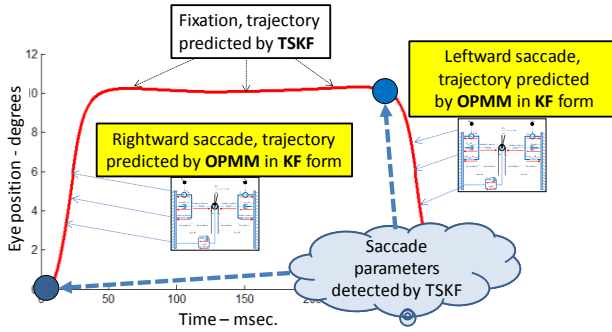 Fixation, trajectory
predicted by TSKF
Leftward saccade,
trajectory predicted
by OPMM in KF form
Rightward saccade, trajectory
predicted by OPMM in KF form
Saccade
parameters
detected by TSKF
Eye position - degrees
12
10
8
6
4
2
0
50
100
150
200
Time – msec.